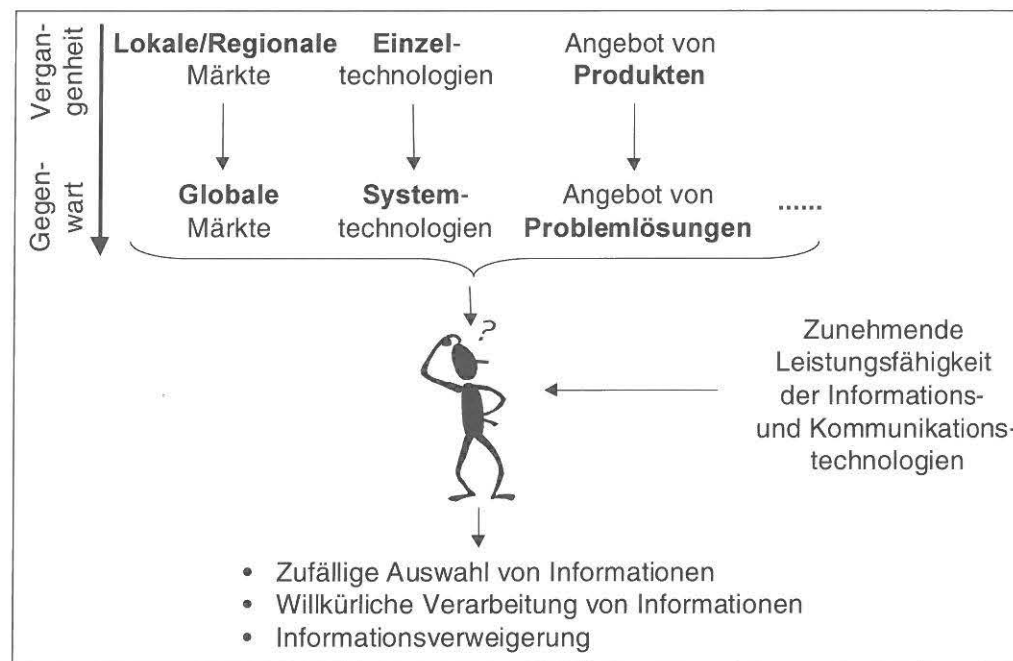 Vergan-
genheit
Lokale/Regionale
Märkte
Einzel-
technologien
Angebot von
Produkten
Gegen-
wart
Globale
Märkte
System-
technologien
Angebot von
Problemlösungen
......
?
Zunehmende
Leistungsfähigkeit
der Informations-
und Kommunikations-
technologien
• Zufällige Auswahl von Informationen
• Willkürliche Verarbeitung von Informationen
• Informationsverweigerung